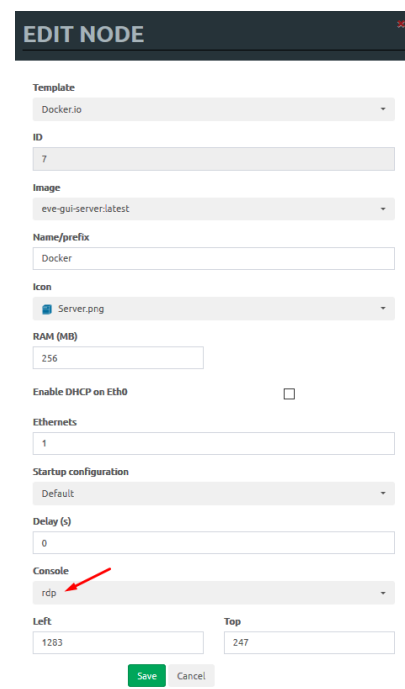 EDIT NODE
Template
Docker.io
ID
7
Image
eve-gui-server:latest
Name/prefix
Docker
Icon
Server.png
RAM (MB)
256
Enable DHCP on Eth0
Ethernets
1
Startup configuration
Default
Delay (s)
0
Console
rdp
Left Top
1283 247
Save Cancel